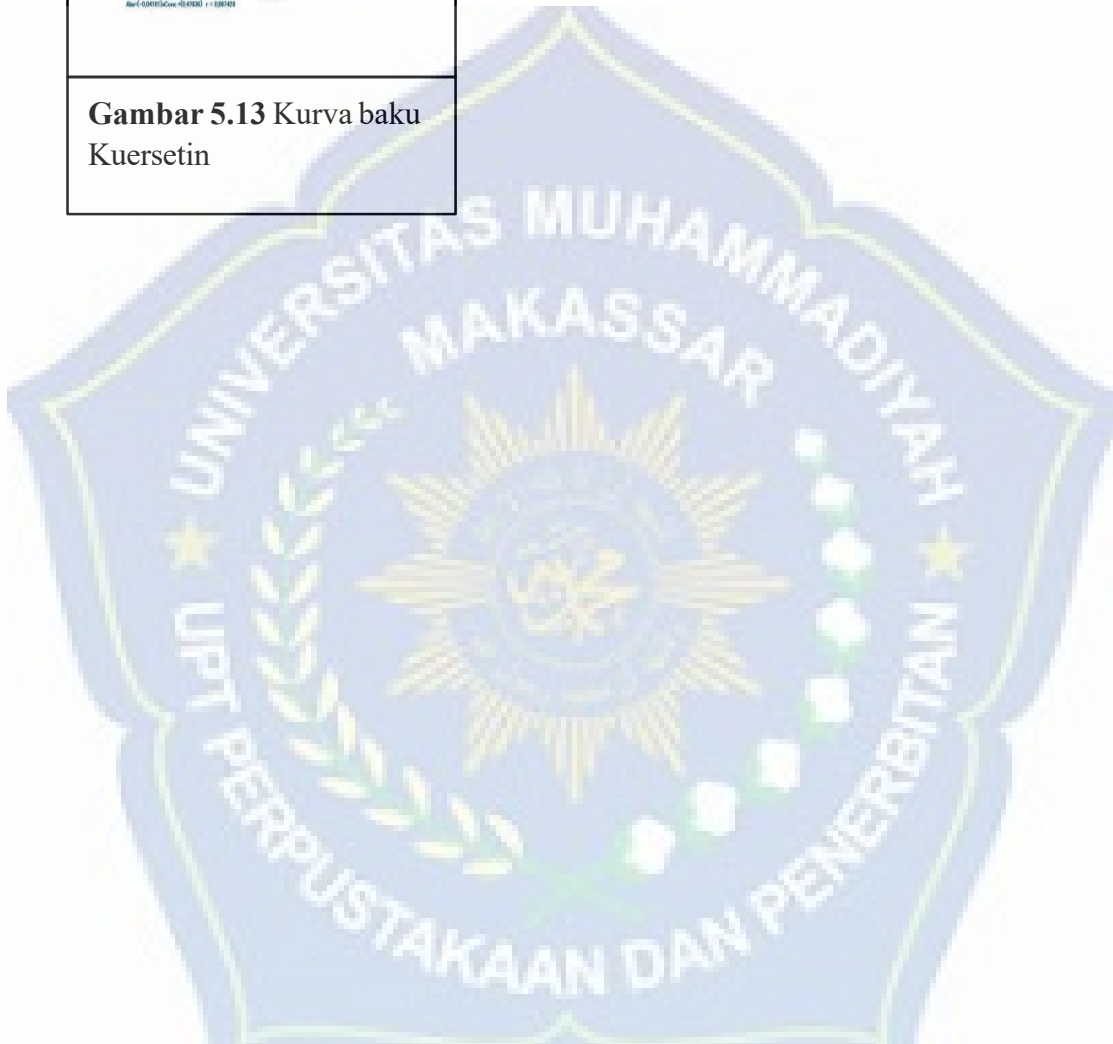 Gambar 5.13 Kurva baku
Kuersetin
UNIVERSITAS MUHAMMADIYAH
MAKASSAR
UPT PERPUSTAKAAN DAN PENERBITAN